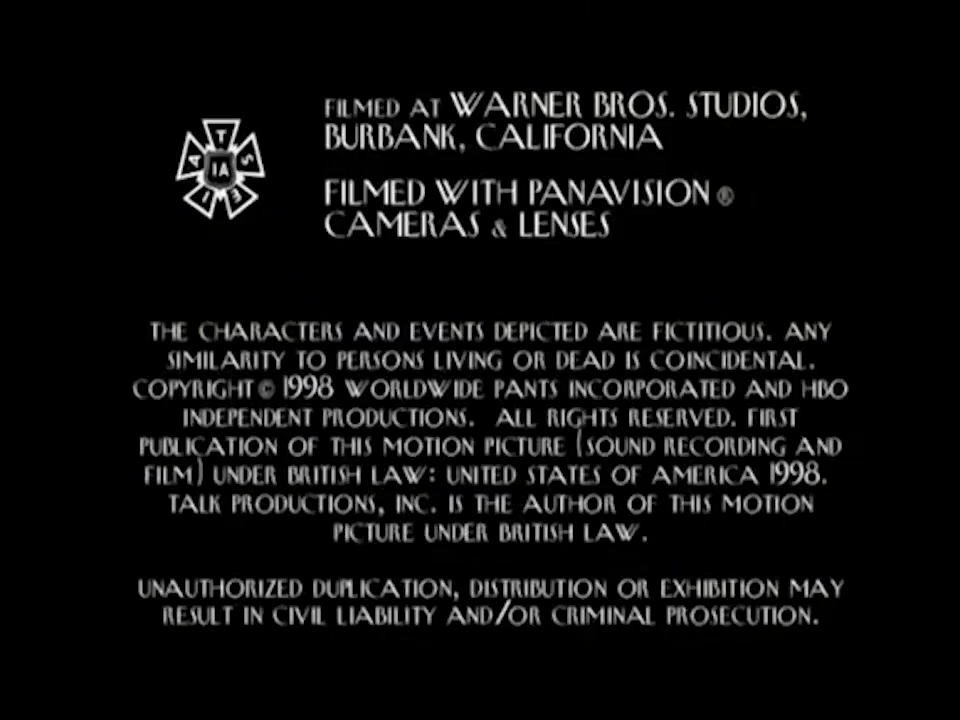 FILMED AT WARNER BROS. STUDIOS,
BURBANK, CALIFORNIA
FILMED WITH PANAVISION ®
CAMERAS & LENSES
IATSE
IA
THE CHARACTERS AND EVENTS DEPICTED ARE FICTITIOUS. ANY
SIMILARITY TO PERSONS LIVING OR DEAD IS COINCIDENTAL.
COPYRIGHT © 1998 WORLDWIDE PANTS INCORPORATED AND HBO
INDEPENDENT PRODUCTIONS. ALL RIGHTS RESERVED. FIRST
PUBLICATION OF THIS MOTION PICTURE (SOUND RECORDING AND
FILM) UNDER BRITISH LAW: UNITED STATES OF AMERICA 1998.
TALK PRODUCTIONS, INC. IS THE AUTHOR OF THIS MOTION
PICTURE UNDER BRITISH LAW.
UNAUTHORIZED DUPLICATION, DISTRIBUTION OR EXHIBITION MAY
RESULT IN CIVIL LIABILITY AND/OR CRIMINAL PROSECUTION.